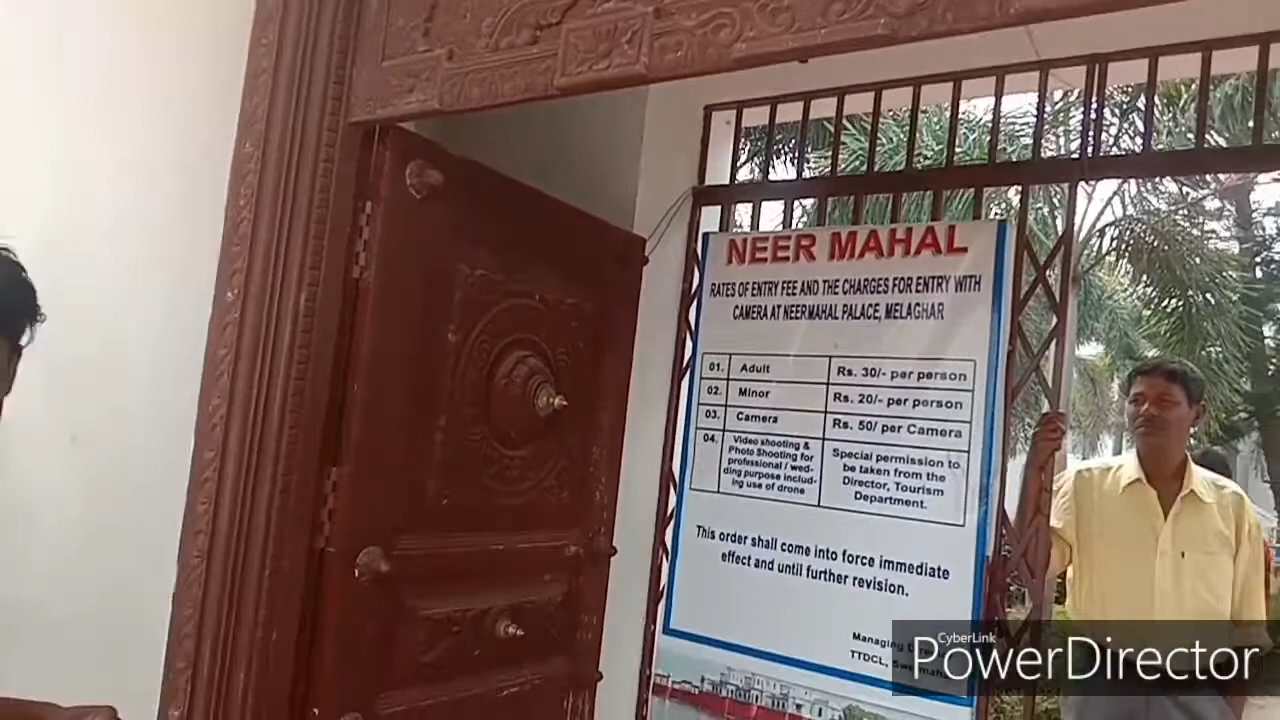 NEER MAHAL
RATES OF ENTRY FEE AND THE CHARGES FOR ENTRY WITH
CAMERA AT NEERMAHAL PALACE, MELAGHAR
01. Adult Rs. 30/- per person
02. Minor Rs. 20/- per person
03. Camera Rs. 50/ per Camera
04. Video shooting &
Photo Shooting for
professional / wed-
ding purpose includ-
ing use of drone
Special permission to
be taken from the
Director, Tourism
Department.
This order shall come into force immediate
effect and until further revision.
Managing
TTDCL,
CyberLink
PowerDirector